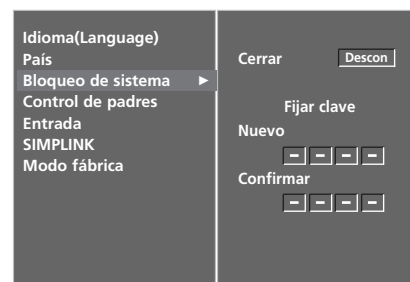 Idioma(Language)
País
Bloqueo de sistema ►
Control de padres
Entrada
SIMPLINK
Modo fábrica
Cerrar Descon
Fijar clave
Nuevo
– – – –
Confirmar
– – – –